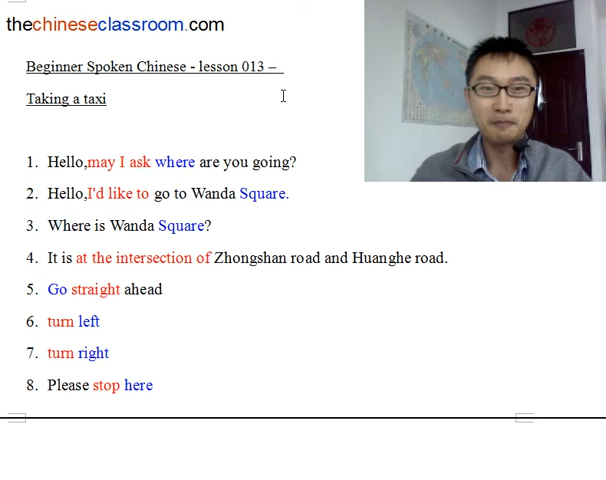 thechineseclassroom.com
Beginner Spoken Chinese - lesson 013 –
Taking a taxi
1. Hello,may I ask where are you going?
2. Hello,I'd like to go to Wanda Square.
3. Where is Wanda Square?
4. It is at the intersection of Zhongshan road and Huanghe road.
5. Go straight ahead
6. turn left
7. turn right
8. Please stop here